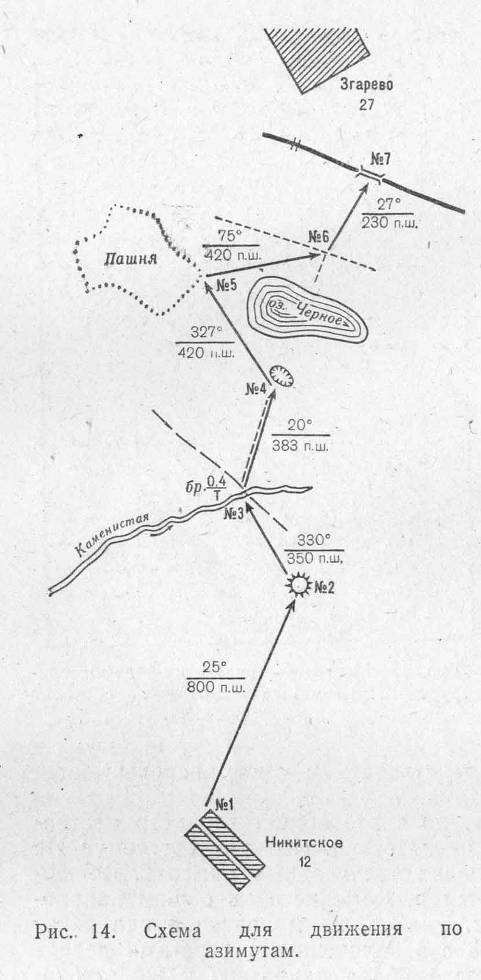 Згарево
27
№7
27°
230 п.ш.
№6
75°
420 п.ш.
Пашня
№5
оз. Черное
327°
420 п.ш.
№4
20°
383 п.ш.
бр. 0,4
Т
№3
Каменистая
330°
350 п.ш.
№2
25°
800 п.ш.
№1
Никитское
12
Рис. 14. Схема для движения по
азимутам.